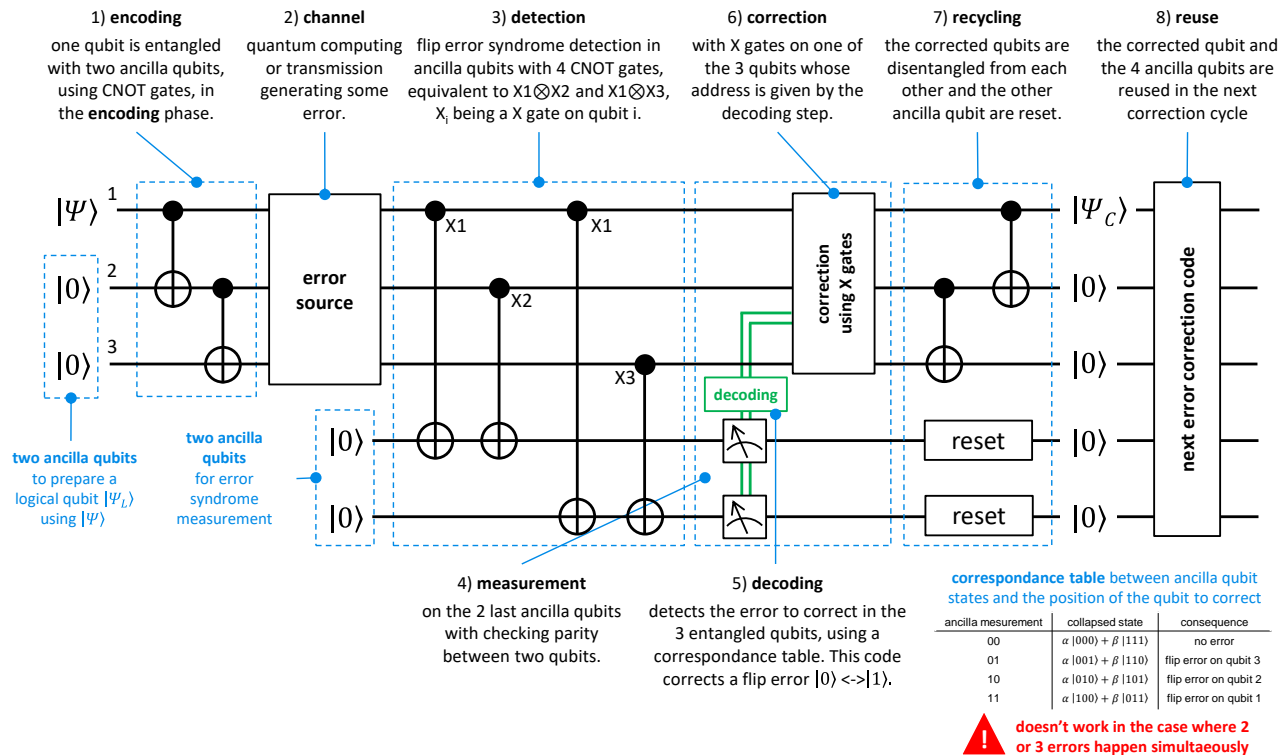 1) encoding
one qubit is entangled
with two ancilla qubits,
using CNOT gates, in
the encoding phase.
2) channel
quantum computing
or transmission
generating some
error.
3) detection
flip error syndrome detection in
ancilla qubits with 4 CNOT gates,
equivalent to X1⊗X2 and X1⊗X3,
Xᵢ being a X gate on qubit i.
6) correction
with X gates on one of
the 3 qubits whose
address is given by the
decoding step.
7) recycling
the corrected qubits are
disentangled from each
other and the other
ancilla qubit are reset.
8) reuse
the corrected qubit and
the 4 ancilla qubits are
reused in the next
correction cycle
|Ψ⟩ 1
|0⟩ 2
|0⟩ 3
error
source
X1
X2
X1
X3
correction
using X gates
decoding
|Ψ_C⟩
|0⟩
|0⟩
next error correction code
|0⟩
reset
|0⟩
|0⟩
reset
|0⟩
two ancilla qubits
to prepare a
logical qubit |Ψ_L⟩
using |Ψ⟩
two ancilla
qubits
for error
syndrome
measurement
4) measurement
on the 2 last ancilla qubits
with checking parity
between two qubits.
5) decoding
detects the error to correct in the
3 entangled qubits, using a
correspondance table. This code
corrects a flip error |0⟩ <->|1⟩.
correspondance table between ancilla qubit
states and the position of the qubit to correct
ancilla mesurement collapsed state consequence
00 α |000⟩ + β |111⟩ no error
01 α |001⟩ + β |110⟩ flip error on qubit 3
10 α |010⟩ + β |101⟩ flip error on qubit 2
11 α |100⟩ + β |011⟩ flip error on qubit 1
! doesn't work in the case where 2
or 3 errors happen simultaeously